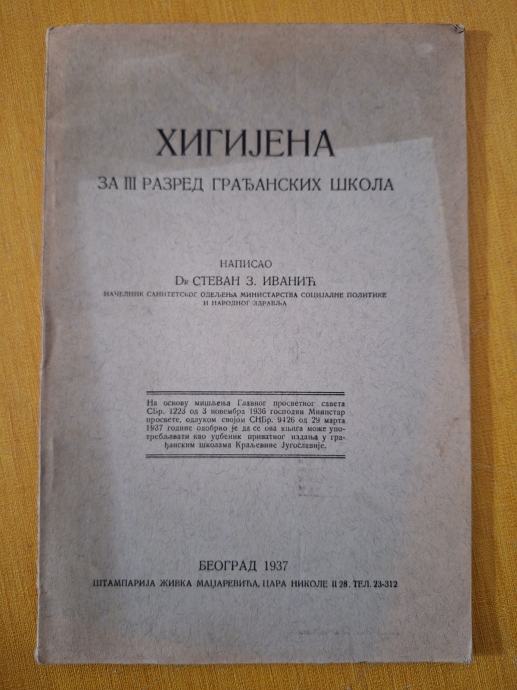 ХИГИЈЕНА
ЗА III РАЗРЕД ГРАЂАНСКИХ ШКОЛА
НАПИСАО
Dr СТЕВАН З. ИВАНИЋ
НАЧЕЛНИК САНИТЕТСКОГ ОДЕЉЕЊА МИНИСТАРСТВА СОЦИЈАЛНЕ ПОЛИТИКЕ
И НАРОДНОГ ЗДРАВЉА
На основу мишљења Главног просветног савета
СБр. 1223 од 3 новембра 1936 господин Министар
просвете, одлуком својом СНБр. 9426 од 29 марта
1937 године одобрио је да се ова књига може упо-
требљавати као уџбеник приватног издања у гра-
ђанским школама Краљевине Југославије.
БЕОГРАД 1937
ШТАМПАРИЈА ЖИВКА МАЏАРЕВИЋА, ЦАРА НИКОЛЕ II 28. ТЕЛ. 23-312